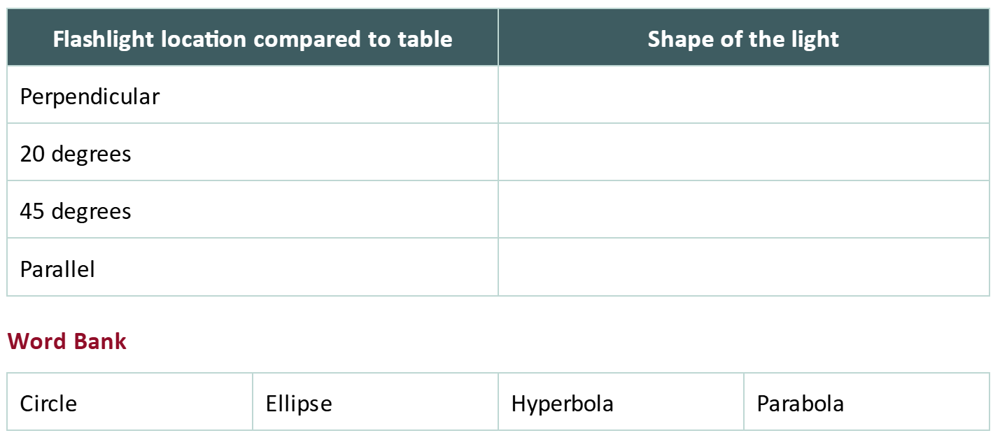 Flashlight location compared to table
Shape of the light
Perpendicular
20 degrees
45 degrees
Parallel
Word Bank
Circle
Ellipse
Hyperbola
Parabola